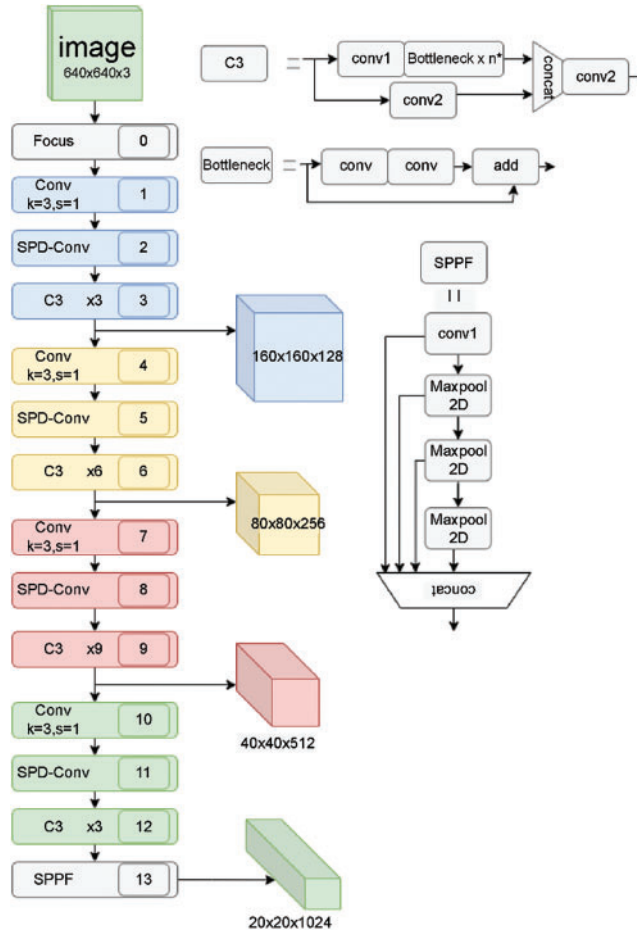 image
640x640x3
Focus 0
Conv
k=3,s=1
1
SPD-Conv 2
C3 x3 3
160x160x128
Conv
k=3,s=1
4
SPD-Conv 5
C3 x6 6
80x80x256
Conv
k=3,s=1
7
SPD-Conv 8
C3 x9 9
40x40x512
Conv
k=3,s=1
10
SPD-Conv 11
C3 x3 12
SPPF 13
20x20x1024
C3 = conv1 Bottleneck x n* concat conv2
conv2
Bottleneck = conv conv add
SPPF
=
conv1
Maxpool
2D
Maxpool
2D
Maxpool
2D
concat